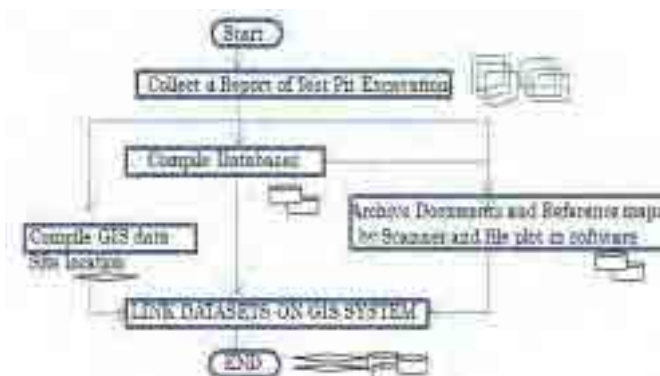 Start
Collect a Report of Test Pit Excavation
Compile Databases
Archive Documents and Reference maps
by Scanner and file plot in software
Compile GIS data
Site location
LINK DATASETS ON GIS SYSTEM
END